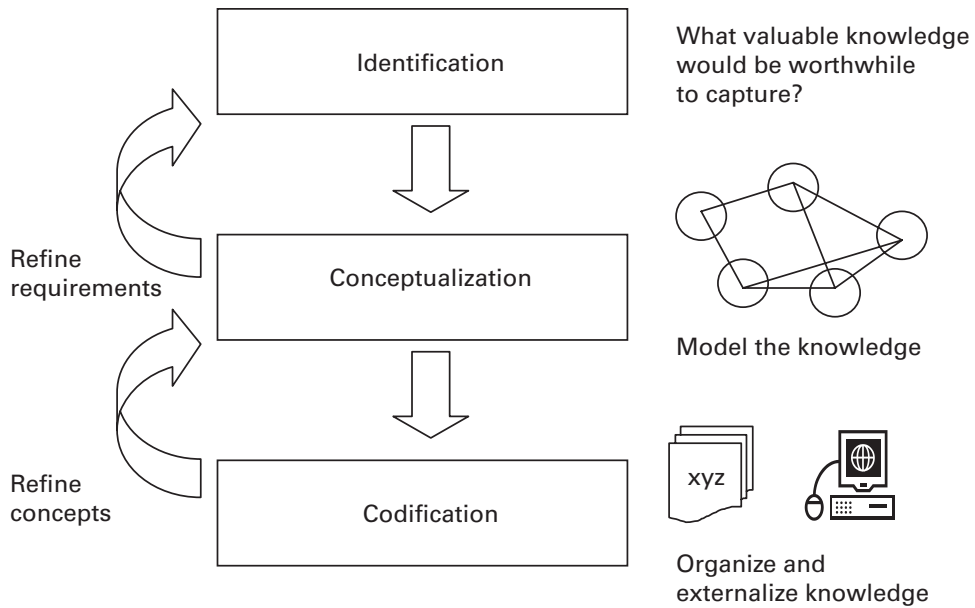 Identification
What valuable knowledge
would be worthwhile
to capture?
Refine
requirements
Conceptualization
Model the knowledge
Refine
concepts
Codification
xyz
Organize and
externalize knowledge